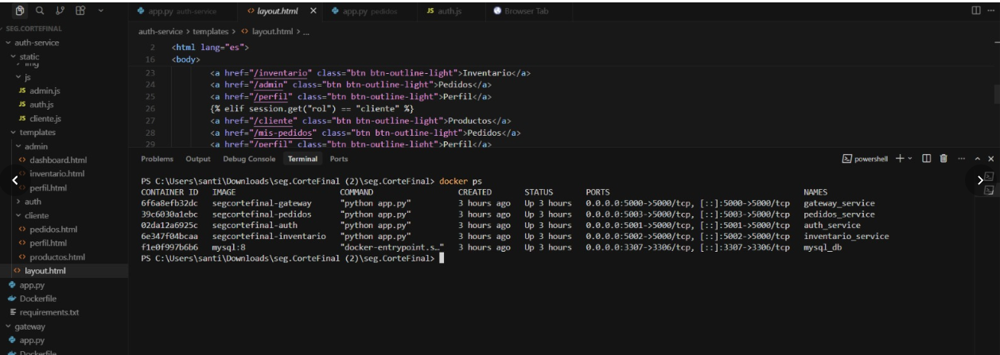 app.py auth-service
layout.html
app.py pedidos
JS auth.js
Browser Tab
SEG.CORTEFINAL
auth-service
static
img
js
JS admin.js
JS auth.js
JS cliente.js
templates
admin
dashboard.html
inventario.html
perfil.html
auth
cliente
pedidos.html
perfil.html
productos.html
layout.html
app.py
Dockerfile
requirements.txt
gateway
app.py
Dockerfile
auth-service > templates > layout.html > ...
2 <html lang="es">
16 <body>
23 <a href="/inventario" class="btn btn-outline-light">Inventario</a>
24 <a href="/admin" class="btn btn-outline-light">Pedidos</a>
25 <a href="/perfil" class="btn btn-outline-light">Perfil</a>
26 {% elif session.get("rol") == "cliente" %}
27 <a href="/cliente" class="btn btn-outline-light">Productos</a>
28 <a href="/mis-pedidos" class="btn btn-outline-light">Pedidos</a>
29 <a href="/perfil" class="btn btn-outline-light">Perfil</a>
Problems Output Debug Console Terminal Ports
powershell
PS C:\Users\santi\Downloads\seg.CorteFinal (2)\seg.CorteFinal> docker ps
CONTAINER ID IMAGE COMMAND CREATED STATUS PORTS NAMES
6f6a8efb32dc segcortefinal-gateway "python app.py" 3 hours ago Up 3 hours 0.0.0.0:5000->5000/tcp, [::]:5000->5000/tcp gateway_service
39c6030a1ebc segcortefinal-pedidos "python app.py" 3 hours ago Up 3 hours 0.0.0.0:5003->5003/tcp, [::]:5003->5003/tcp pedidos_service
02da12a6925c segcortefinal-auth "python app.py" 3 hours ago Up 3 hours 0.0.0.0:5001->5001/tcp, [::]:5001->5001/tcp auth_service
6e347f04bcaa segcortefinal-inventario "python app.py" 3 hours ago Up 3 hours 0.0.0.0:5002->5002/tcp, [::]:5002->5002/tcp inventario_service
f1e0f997b6b6 mysql:8 "docker-entrypoint.s…" 3 hours ago Up 3 hours 0.0.0.0:3307->3306/tcp, [::]:3307->3306/tcp mysql_db
PS C:\Users\santi\Downloads\seg.CorteFinal (2)\seg.CorteFinal>